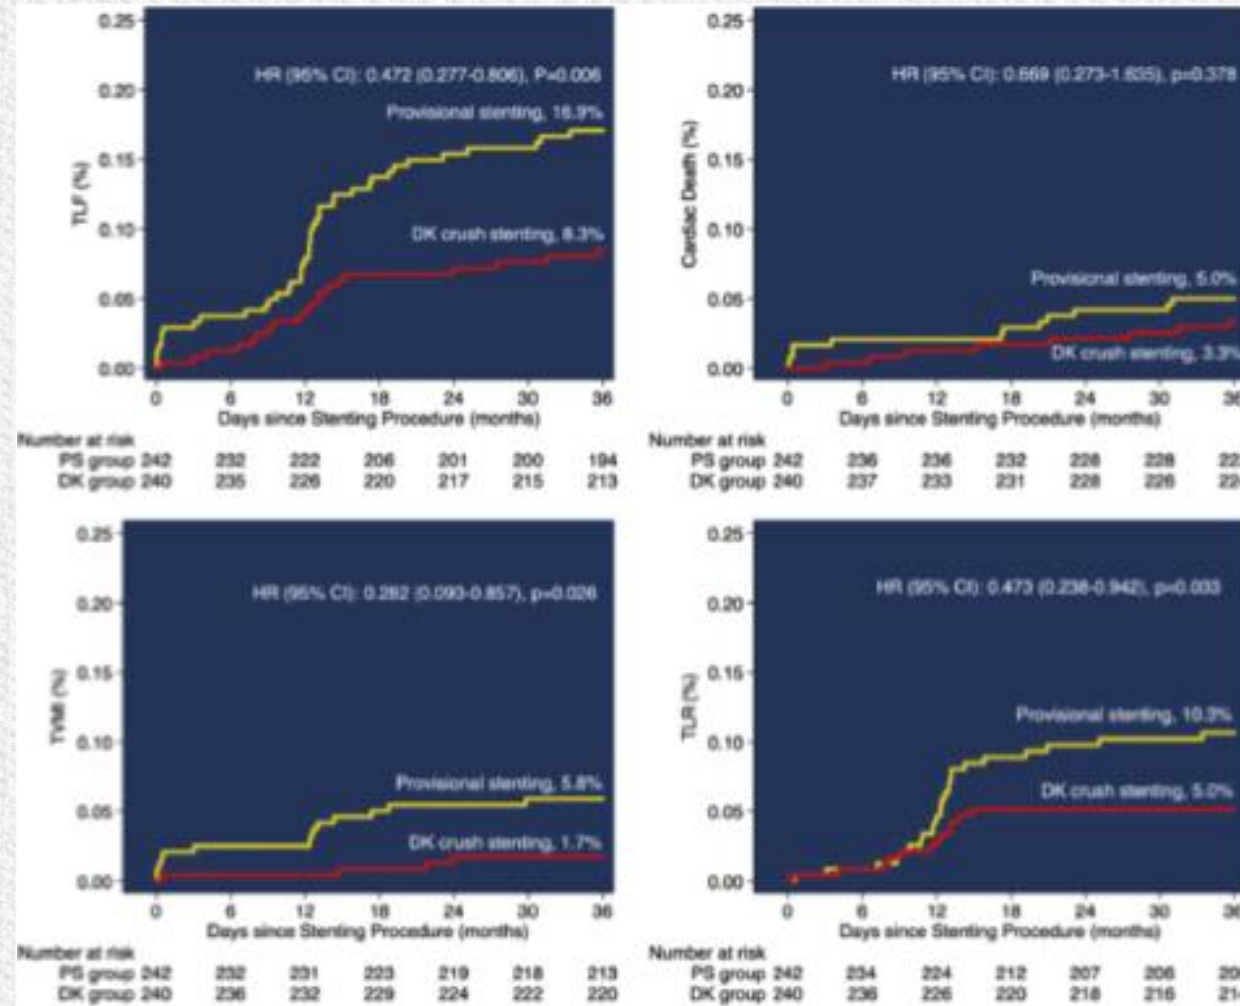 0.25
0.20
0.15
0.10
0.05
0.00
TLF (%)
HR (95% CI): 0.472 (0.277-0.806), P=0.006
Provisional stenting, 16.9%
DK crush stenting, 8.3%
0 6 12 18 24 30 36
Days since Stenting Procedure (months)
Number at risk
PS group 242 232 222 206 201 200 194
DK group 240 235 226 220 217 215 213
0.25
0.20
0.15
0.10
0.05
0.00
Cardiac Death (%)
HR (95% CI): 0.669 (0.273-1.635), p=0.378
Provisional stenting, 5.0%
DK crush stenting, 3.3%
0 6 12 18 24 30 36
Days since Stenting Procedure (months)
Number at risk
PS group 242 236 236 232 228 228
DK group 240 237 233 231 228 226
0.25
0.20
0.15
0.10
0.05
0.00
TVMI (%)
HR (95% CI): 0.282 (0.093-0.857), p=0.026
Provisional stenting, 5.8%
DK crush stenting, 1.7%
0 6 12 18 24 30 36
Days since Stenting Procedure (months)
Number at risk
PS group 242 232 231 223 219 218 213
DK group 240 236 232 229 224 222 220
0.25
0.20
0.15
0.10
0.05
0.00
TLR (%)
HR (95% CI): 0.473 (0.238-0.942), p=0.033
Provisional stenting, 10.3%
DK crush stenting, 5.0%
0 6 12 18 24 30 36
Days since Stenting Procedure (months)
Number at risk
PS group 242 234 224 212 207 206
DK group 240 236 226 220 218 216